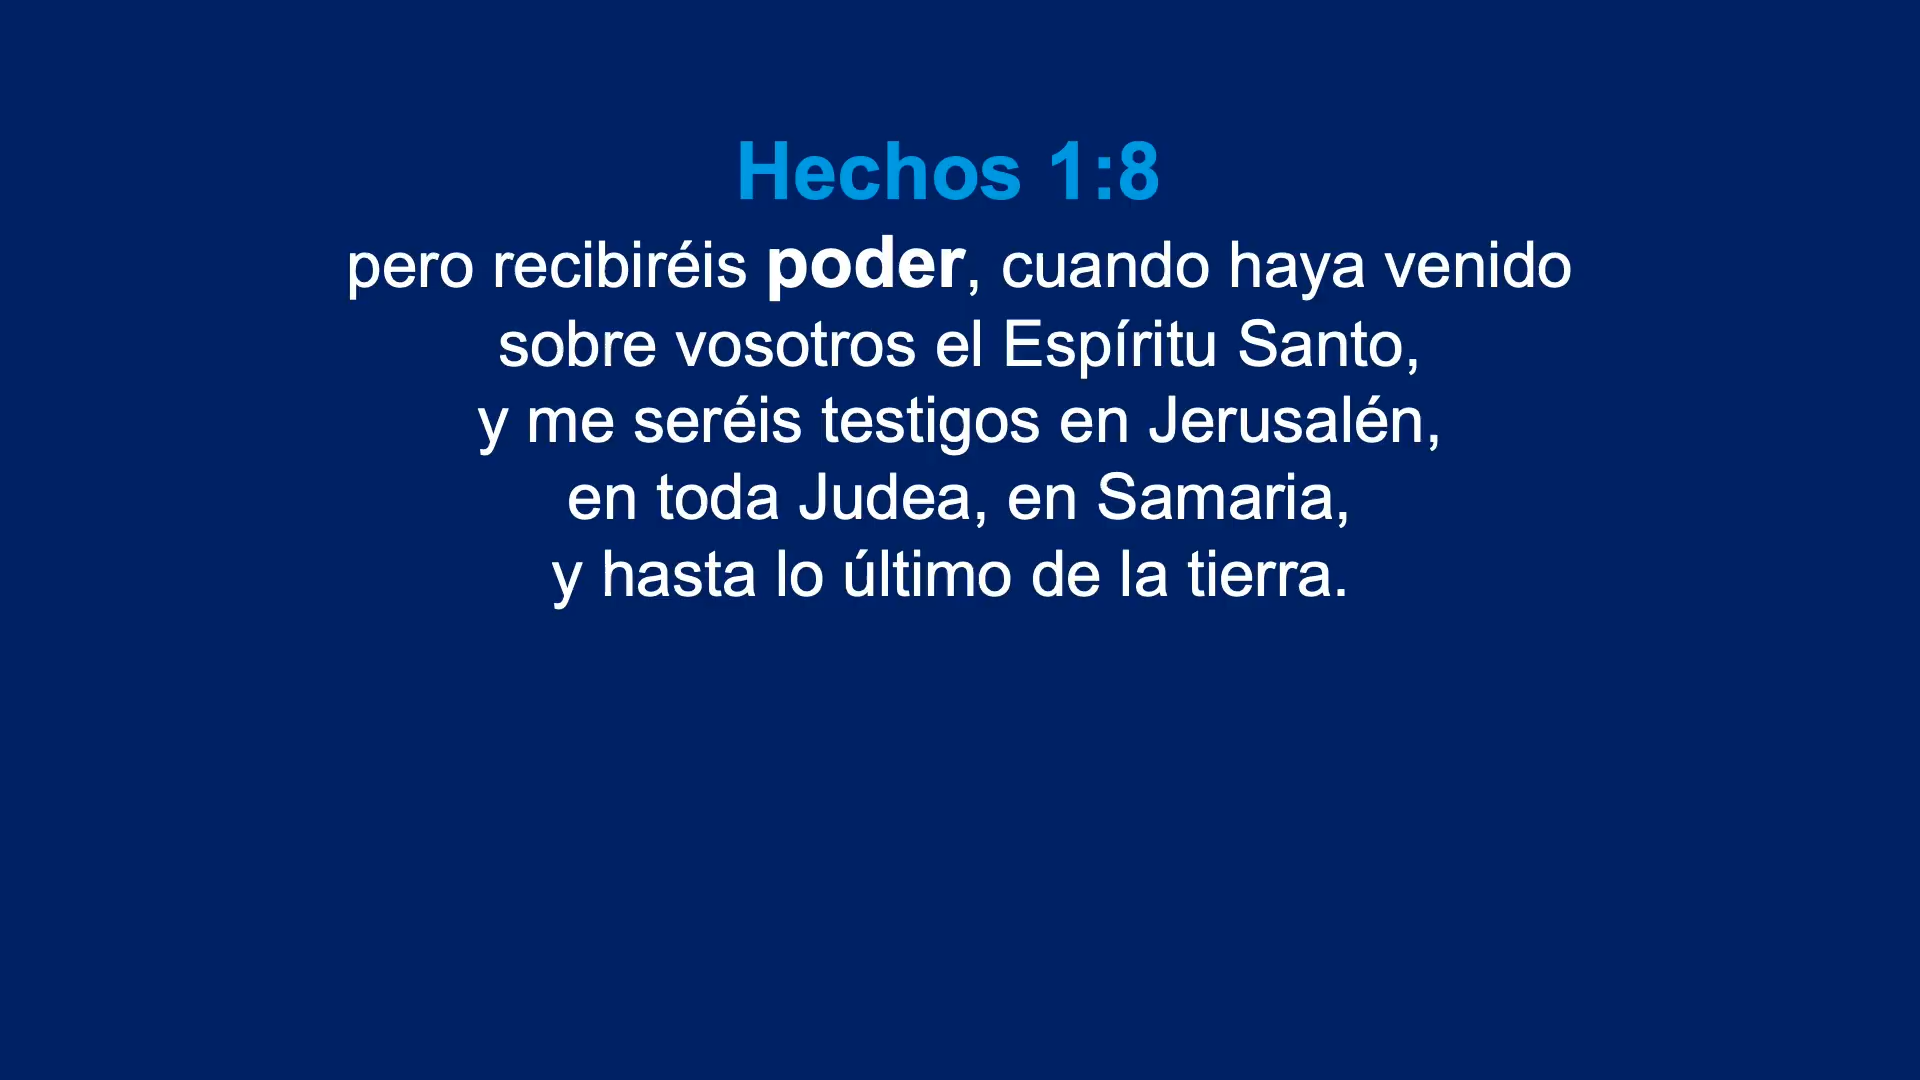 Hechos 1:8
pero recibiréis poder, cuando haya venido
sobre vosotros el Espíritu Santo,
y me seréis testigos en Jerusalén,
en toda Judea, en Samaria,
y hasta lo último de la tierra.